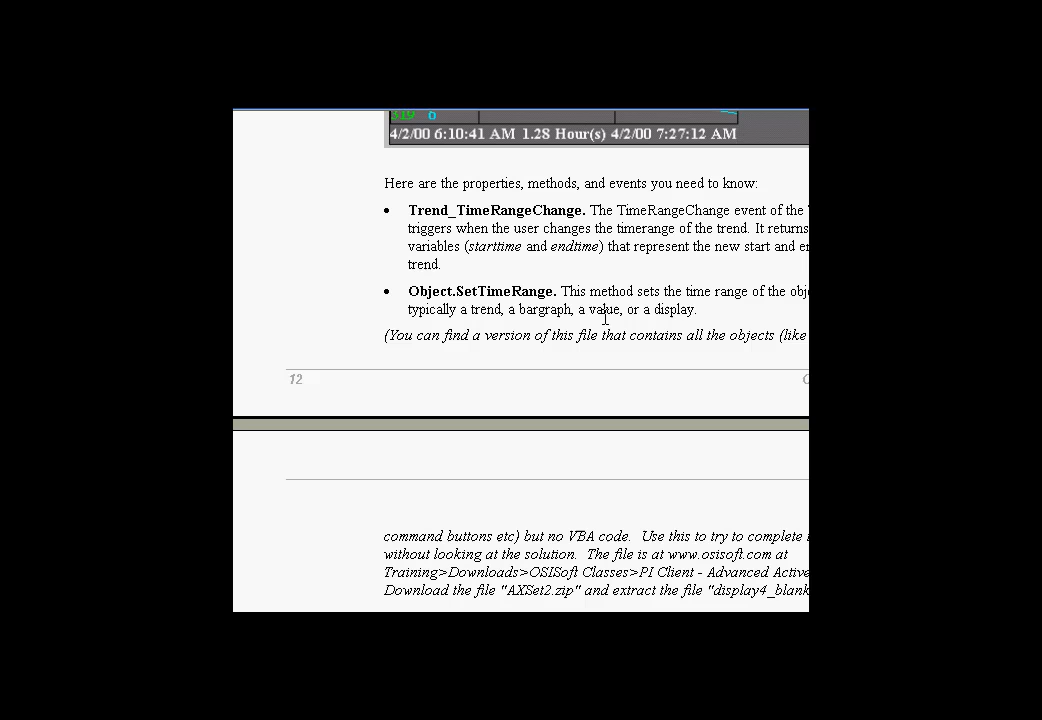 319 6
4/2/00 6:10:41 AM 1.28 Hour(s) 4/2/00 7:27:12 AM
Here are the properties, methods, and events you need to know:
• Trend_TimeRangeChange. The TimeRangeChange event of the
triggers when the user changes the timerange of the trend. It returns
variables (starttime and endtime) that represent the new start and
trend.
• Object.SetTimeRange. This method sets the time range of the
typically a trend, a bargraph, a value, or a display.
(You can find a version of this file that contains all the objects (like
12
command buttons etc) but no VBA code. Use this to try to complete
without looking at the solution. The file is at www.osisoft.com at
Training>Downloads>OSISoft Classes>PI Client - Advanced Active
Download the file "AXSet2.zip" and extract the file "display4_blank